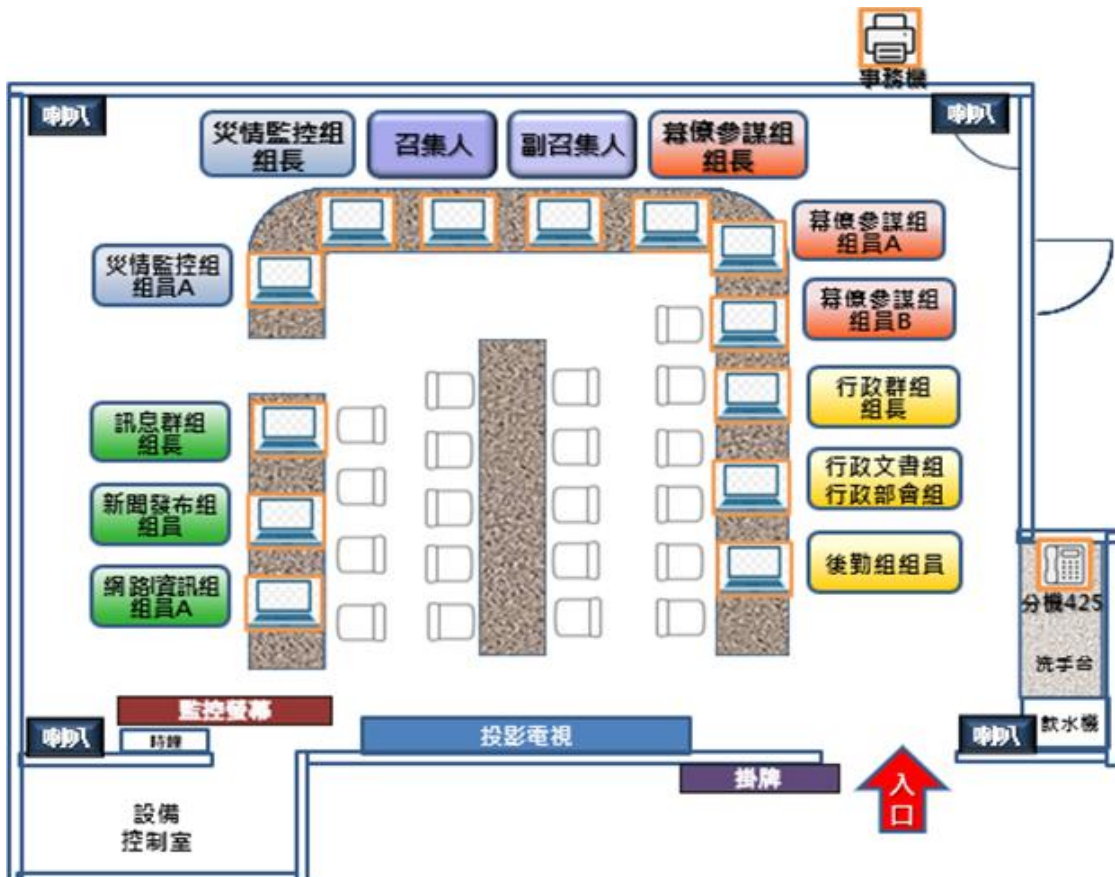 事務機
喇叭
喇叭
災情監控組
組長
召集人
副召集人
幕僚參謀組
組長
災情監控組
組員A
幕僚參謀組
組員A
幕僚參謀組
組員B
訊息群組
組長
行政群組
組長
新聞發布組
組員
行政文書組
行政部會組
網路資訊組
組員A
後勤組組員
分機425
洗手台
飲水機
監控螢幕
喇叭
時鐘
投影電視
喇叭
掛牌
入
口
設備
控制室